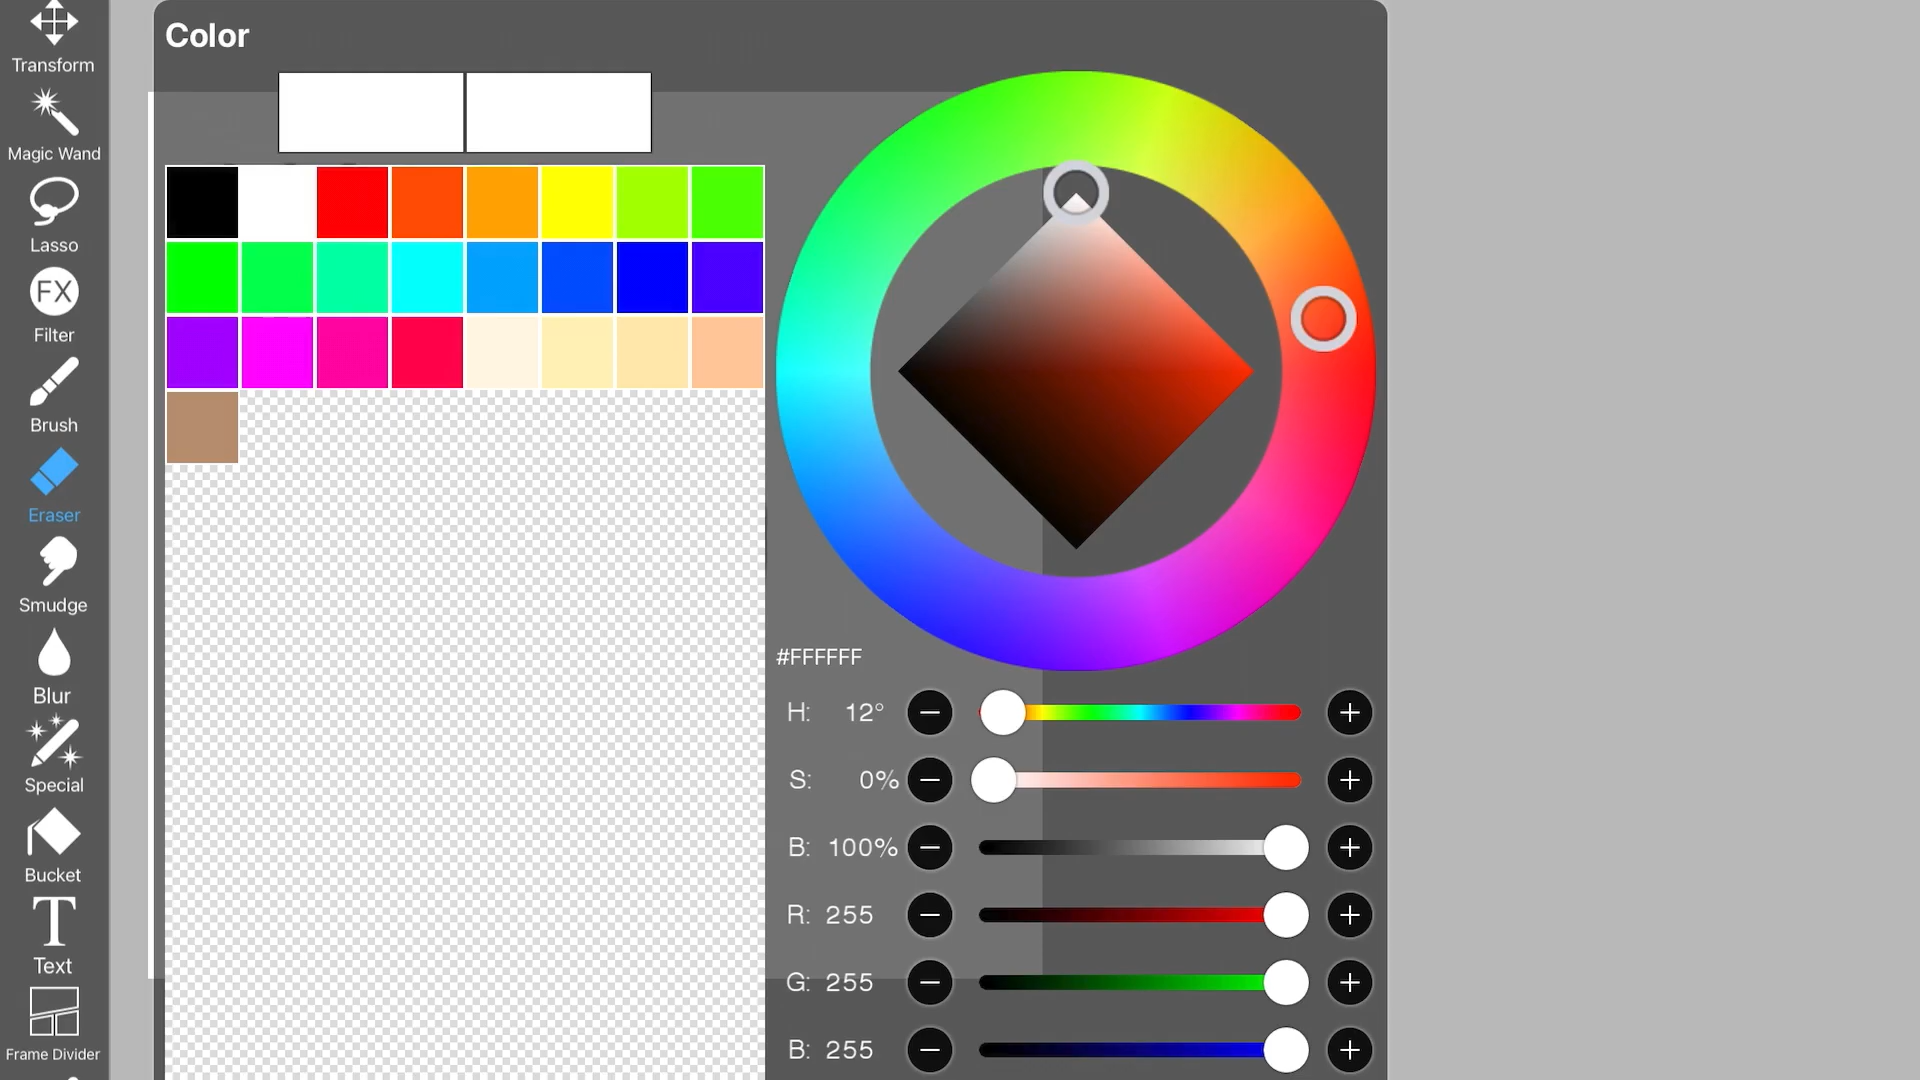 Color
Transform
Magic Wand
Lasso
FX
Filter
Brush
Eraser
Smudge
Blur
Special
Bucket
T
Text
Frame Divider
#FFFFFF
H: 12°
S: 0%
B: 100%
R: 255
G: 255
B: 255